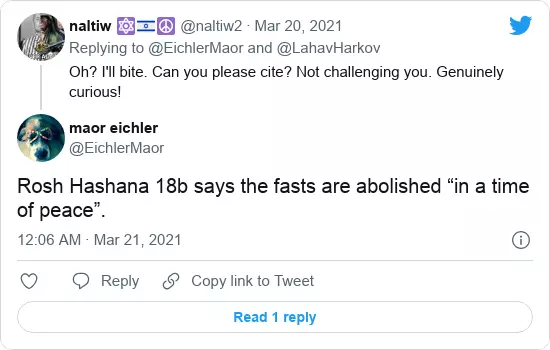 naltiw ✡️🇮🇱☮️ @naltiw2 · Mar 20, 2021
Replying to @EichlerMaor and @LahavHarkov
Oh? I'll bite. Can you please cite? Not challenging you. Genuinely
curious!
maor eichler
@EichlerMaor
Rosh Hashana 18b says the fasts are abolished “in a time
of peace”.
12:06 AM · Mar 21, 2021
Reply Copy link to Tweet
Read 1 reply